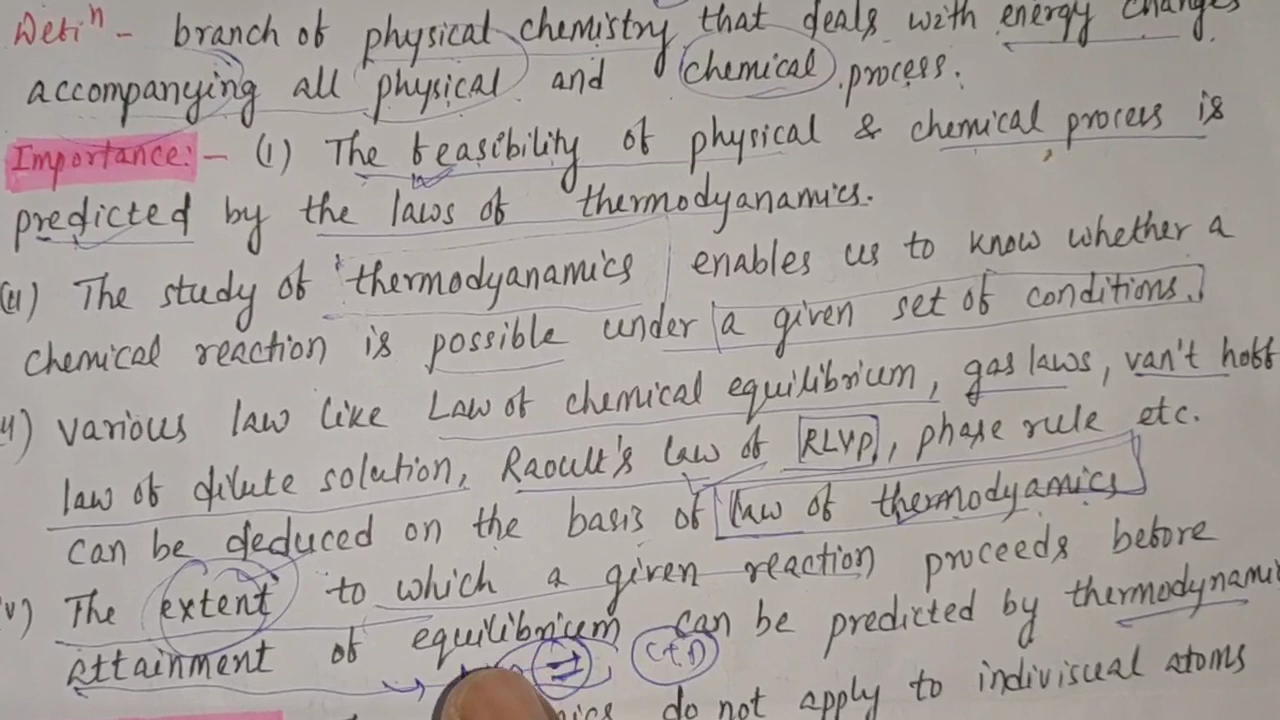 Defiⁿ - branch of physical chemistry that deals with energy changes
accompanying all physical and chemical process.
Importance:- (i) The feasibility of physical & chemical process is
predicted by the laws of thermodyanamics.
(ii) The study of thermodyanamics enables us to know whether a
chemical reaction is possible under a given set of conditions.
various law like Law of chemical equilibrium, gas laws, van't hoff
law of dilute solution, Raoult's law of RLVP, phase rule etc.
can be deduced on the basis of law of thermodyamics
The extent to which a given reaction proceeds before
attainment of equilibrium can be predicted by thermodynami
do not apply to indiviscual atoms